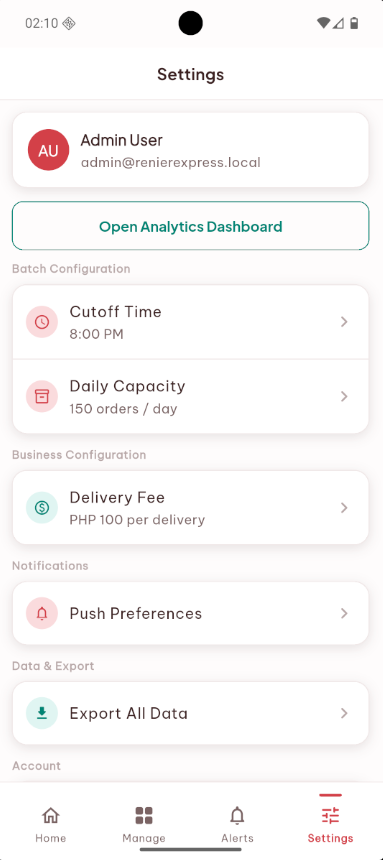 02:10
Settings
AU
Admin User
admin@renierexpress.local
Open Analytics Dashboard
Batch Configuration
Cutoff Time
8:00 PM
Daily Capacity
150 orders / day
Business Configuration
Delivery Fee
PHP 100 per delivery
Notifications
Push Preferences
Data & Export
Export All Data
Account
Home
Manage
Alerts
Settings